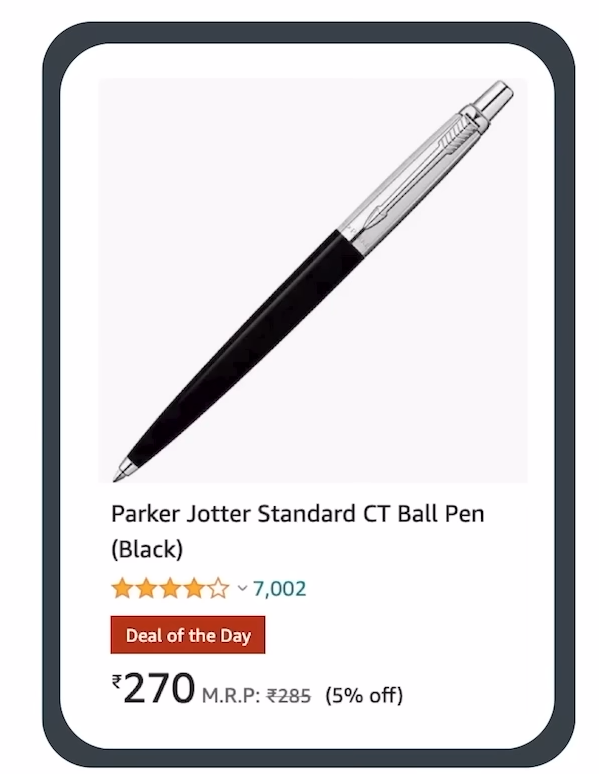 Parker Jotter Standard CT Ball Pen
(Black)
7,002
Deal of the Day
₹270 M.R.P: ₹285 (5% off)